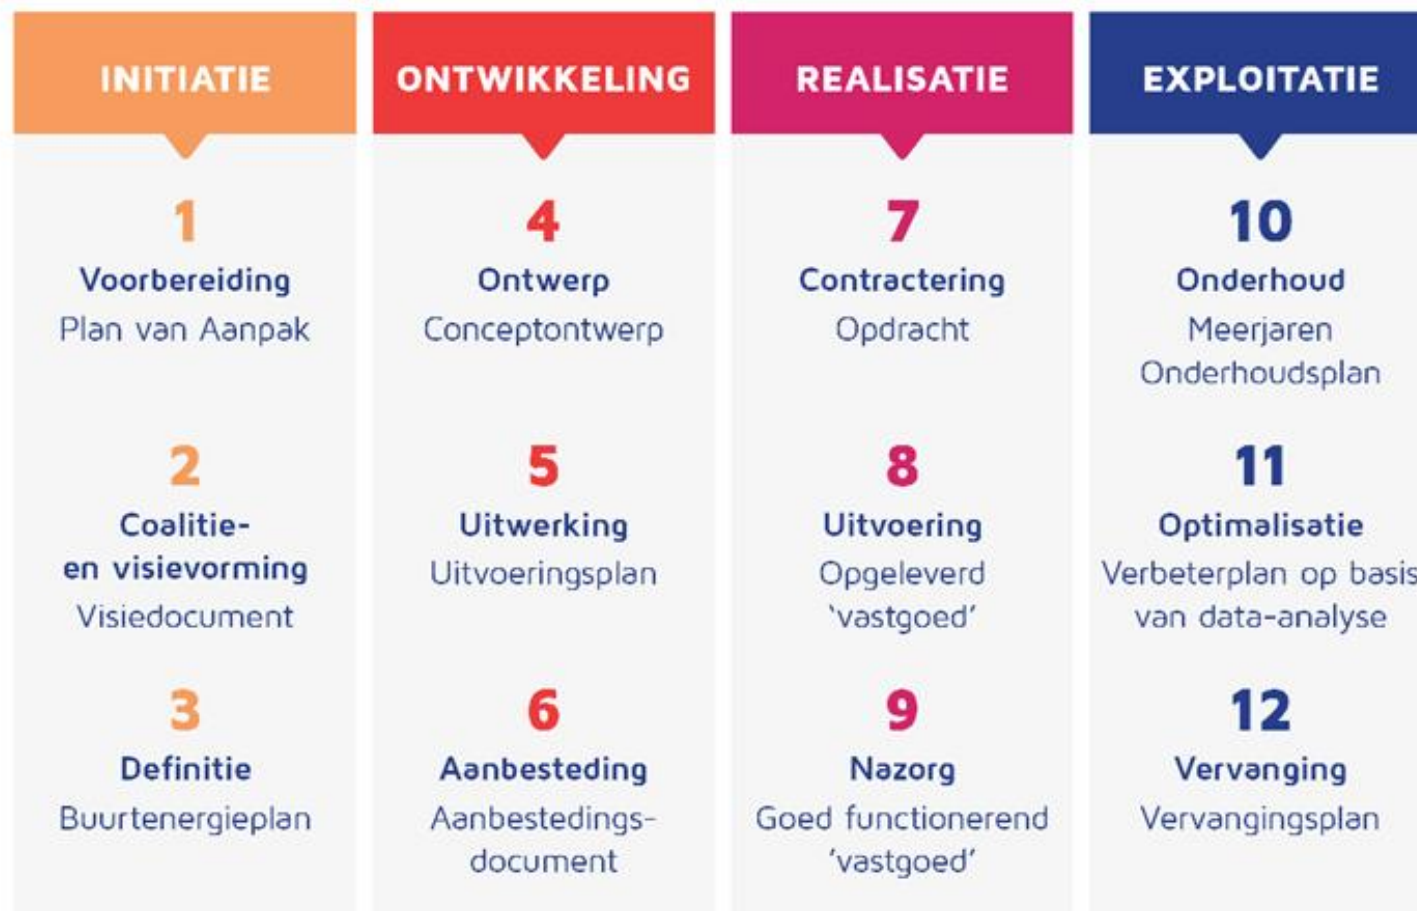 INITIATIE
1
Voorbereiding
Plan van Aanpak
2
Coalitie-
en visievorming
Visiedocument
3
Definitie
Buurtenergieplan
ONTWIKKELING
4
Ontwerp
Conceptontwerp
5
Uitwerking
Uitvoeringsplan
6
Aanbesteding
Aanbestedings-
document
REALISATIE
7
Contractering
Opdracht
8
Uitvoering
Opgeleverd
‘vastgoed’
9
Nazorg
Goed functionerend
‘vastgoed’
EXPLOITATIE
10
Onderhoud
Meerjaren
Onderhoudsplan
11
Optimalisatie
Verbeterplan op basis
van data-analyse
12
Vervanging
Vervangingsplan